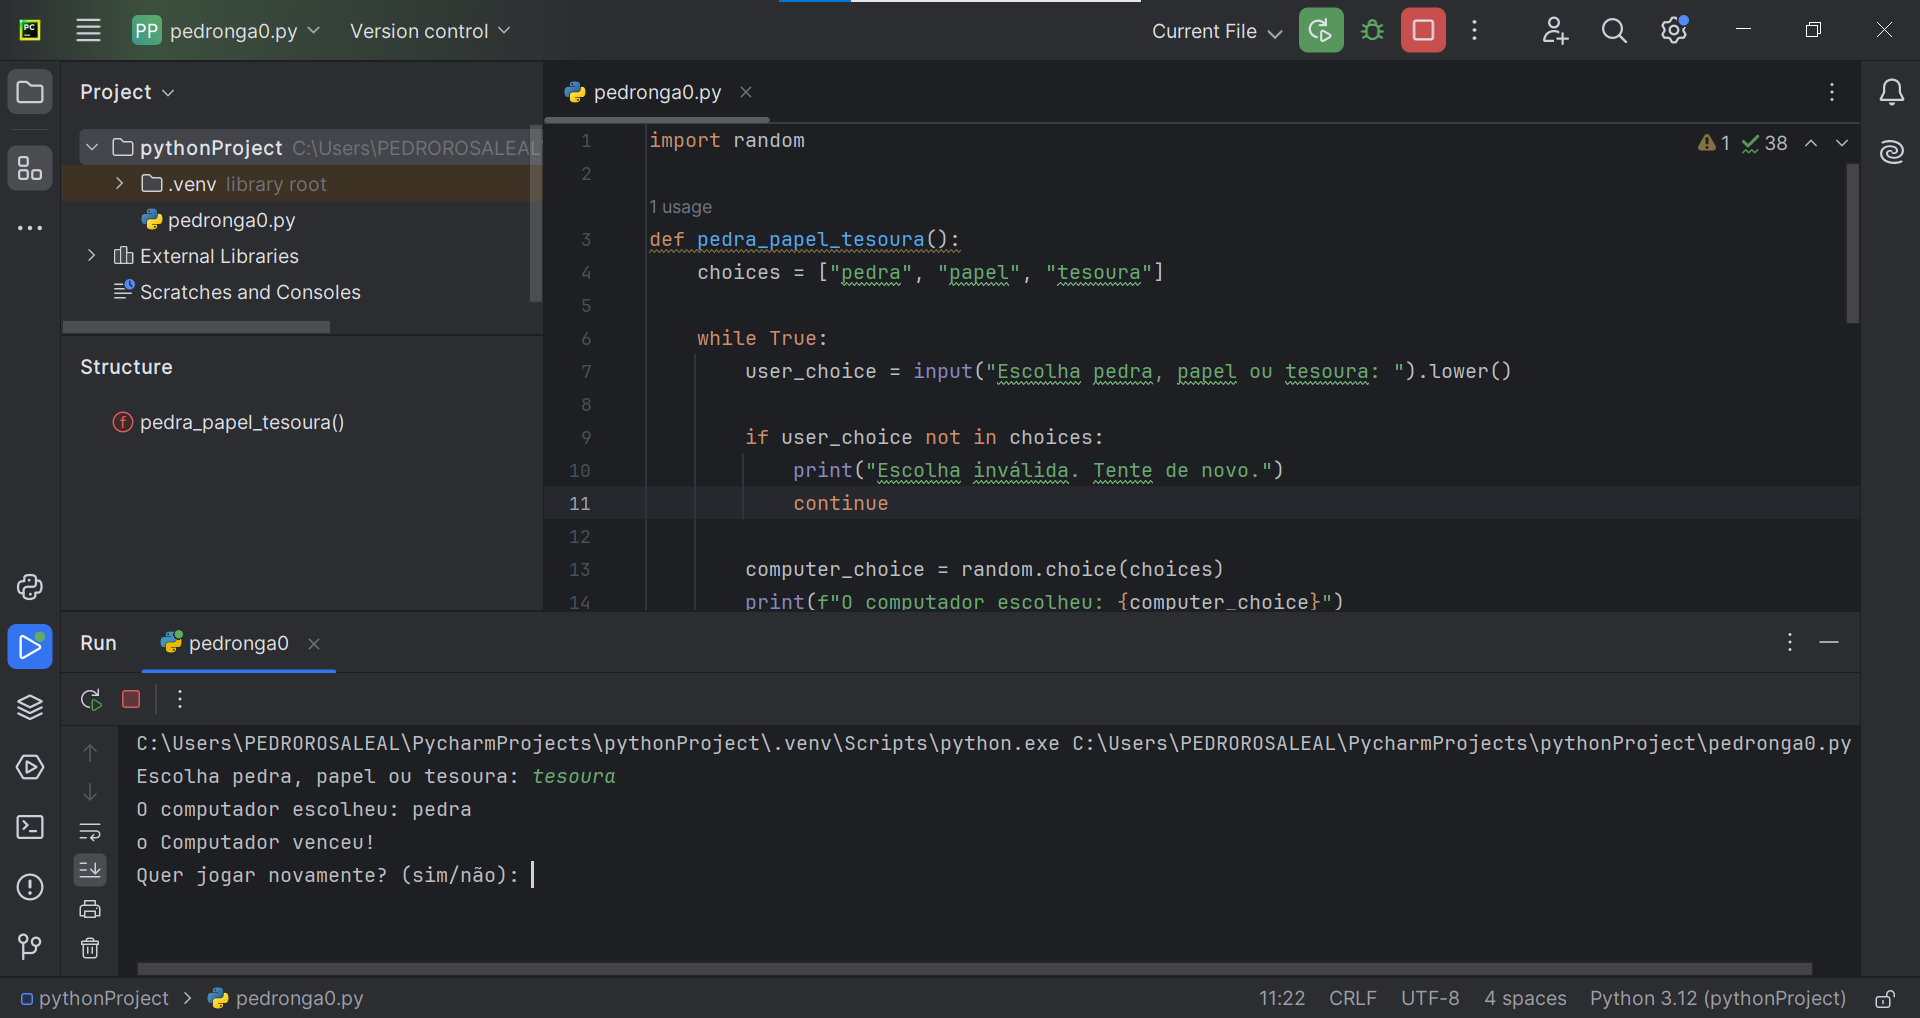 PC
PP pedronga0.py Version control Current File
Project
pythonProject C:\Users\PEDROROSALEAL
.venv library root
pedronga0.py
External Libraries
Scratches and Consoles
Structure
f pedra_papel_tesoura()
pedronga0.py
1 38
1 import random
2
1 usage
3 def pedra_papel_tesoura():
4 choices = ["pedra", "papel", "tesoura"]
5
6 while True:
7 user_choice = input("Escolha pedra, papel ou tesoura: ").lower()
8
9 if user_choice not in choices:
10 print("Escolha inválida. Tente de novo.")
11 continue
12
13 computer_choice = random.choice(choices)
14 print(f"O computador escolheu: {computer_choice}")
Run pedronga0
C:\Users\PEDROROSALEAL\PycharmProjects\pythonProject\.venv\Scripts\python.exe C:\Users\PEDROROSALEAL\PycharmProjects\pythonProject\pedronga0.py
Escolha pedra, papel ou tesoura: tesoura
O computador escolheu: pedra
o Computador venceu!
Quer jogar novamente? (sim/não):
pythonProject pedronga0.py 11:22 CRLF UTF-8 4 spaces Python 3.12 (pythonProject)